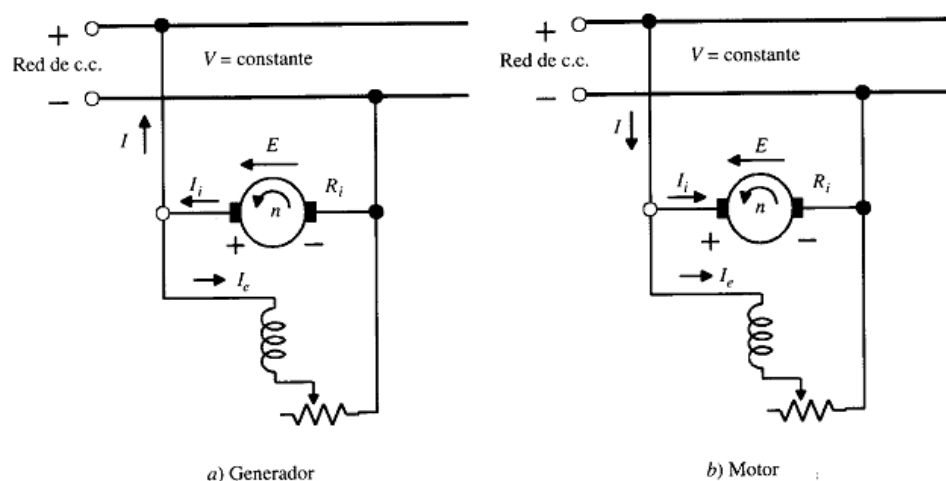 +
Red de c.c.
−
V = constante
I
E
I_i
R_i
n
+ −
I_e
a) Generador
+
Red de c.c.
−
V = constante
I
E
I_i
R_i
n
+ −
I_e
b) Motor